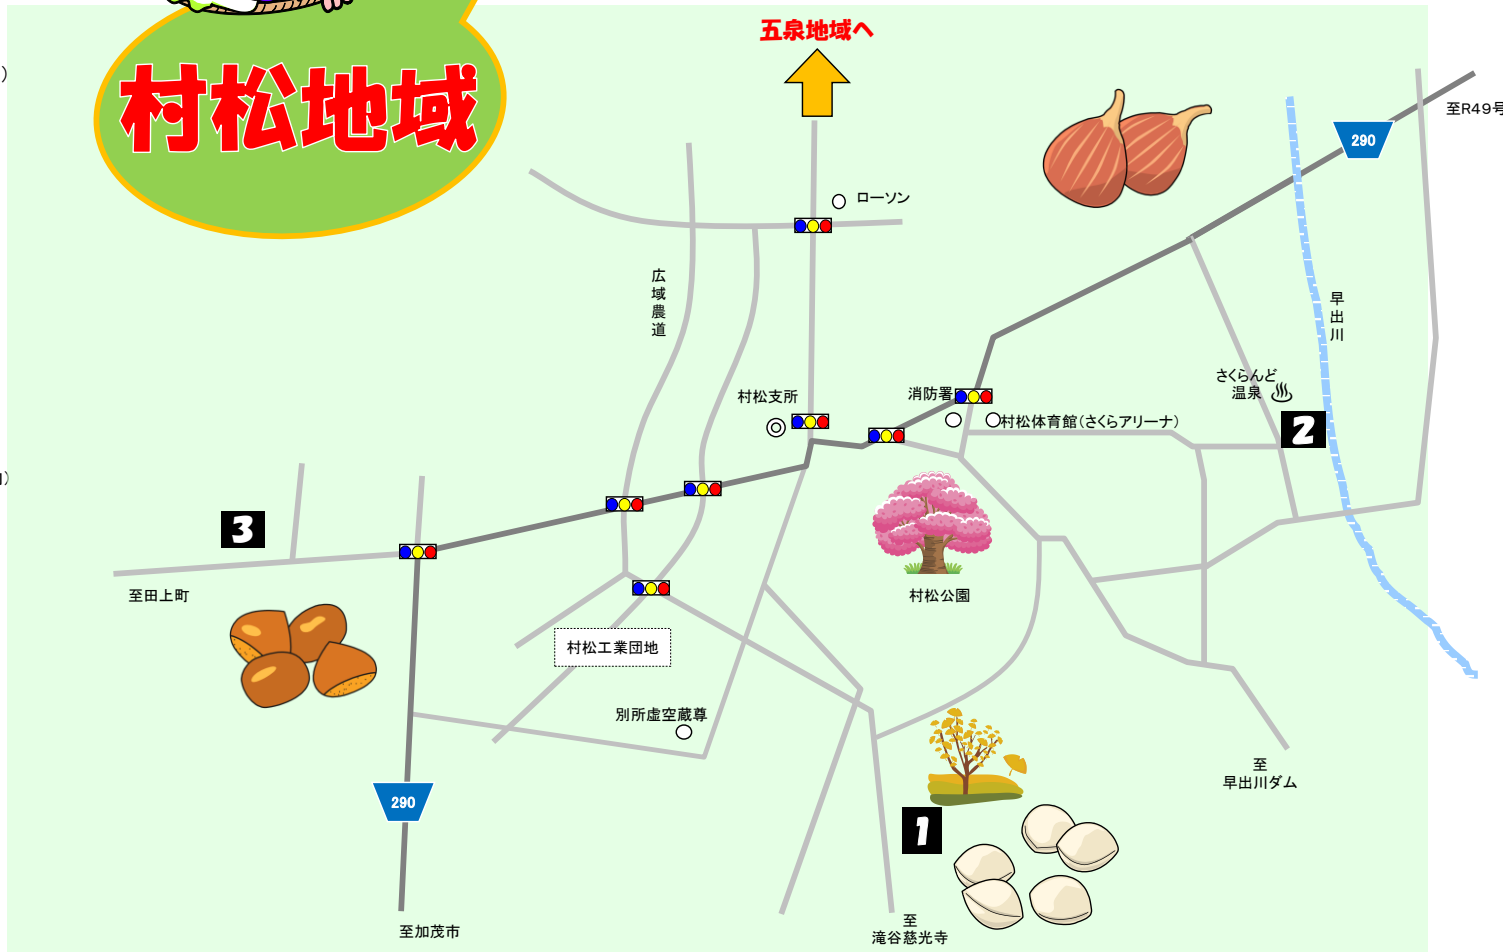 五泉地域へ
)
村松地域
至R49号
290
ローソン
広域農道
早出川
さくらんど
温泉
村松支所
消防署
村松体育館(さくらアリーナ)
2
)
3
至田上町
村松公園
村松工業団地
別所虚空蔵尊
至
早出川ダム
290
1
至
滝谷慈光寺
至加茂市